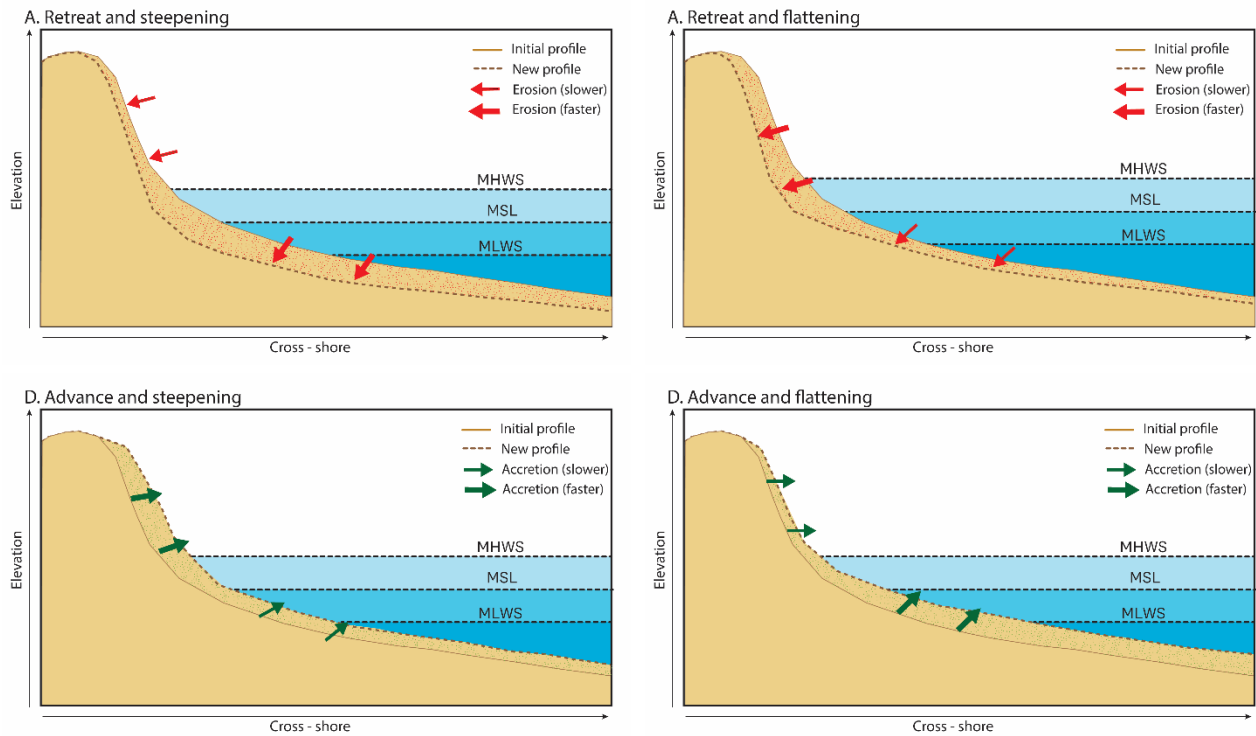 A. Retreat and steepening
Initial profile
New profile
Erosion (slower)
Erosion (faster)
MHWS
MSL
MLWS
Elevation
Cross - shore
A. Retreat and flattening
Initial profile
New profile
Erosion (slower)
Erosion (faster)
MHWS
MSL
MLWS
Elevation
Cross - shore
D. Advance and steepening
Initial profile
New profile
Accretion (slower)
Accretion (faster)
MHWS
MSL
MLWS
Elevation
Cross - shore
D. Advance and flattening
Initial profile
New profile
Accretion (slower)
Accretion (faster)
MHWS
MSL
MLWS
Elevation
Cross - shore